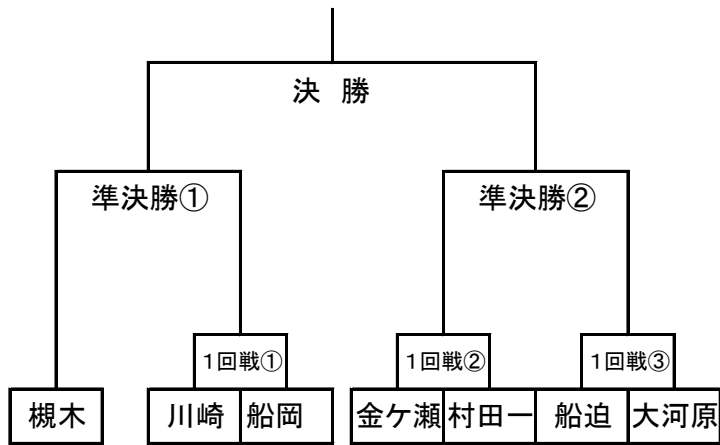 決 勝
準決勝① 準決勝②
1回戦① 1回戦② 1回戦③
槻木 川崎 船岡 金ケ瀬 村田一 船迫 大河原